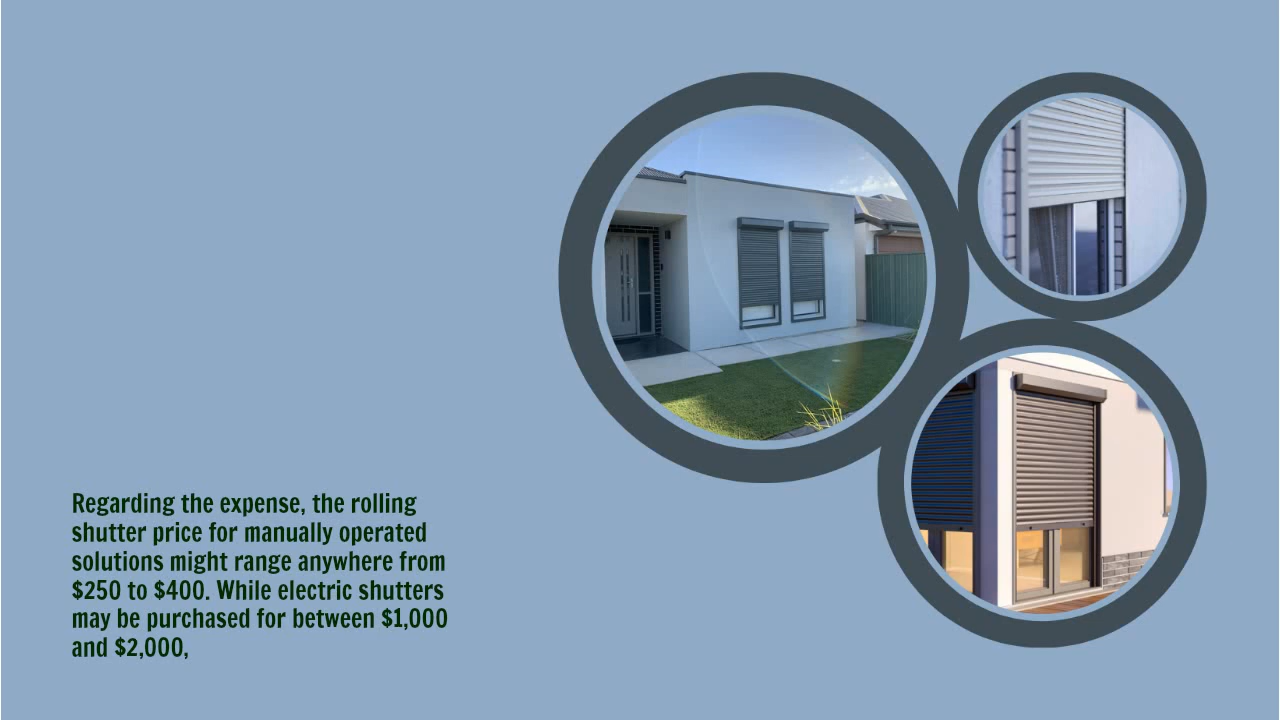 Regarding the expense, the rolling
shutter price for manually operated
solutions might range anywhere from
$250 to $400. While electric shutters
may be purchased for between $1,000
and $2,000,